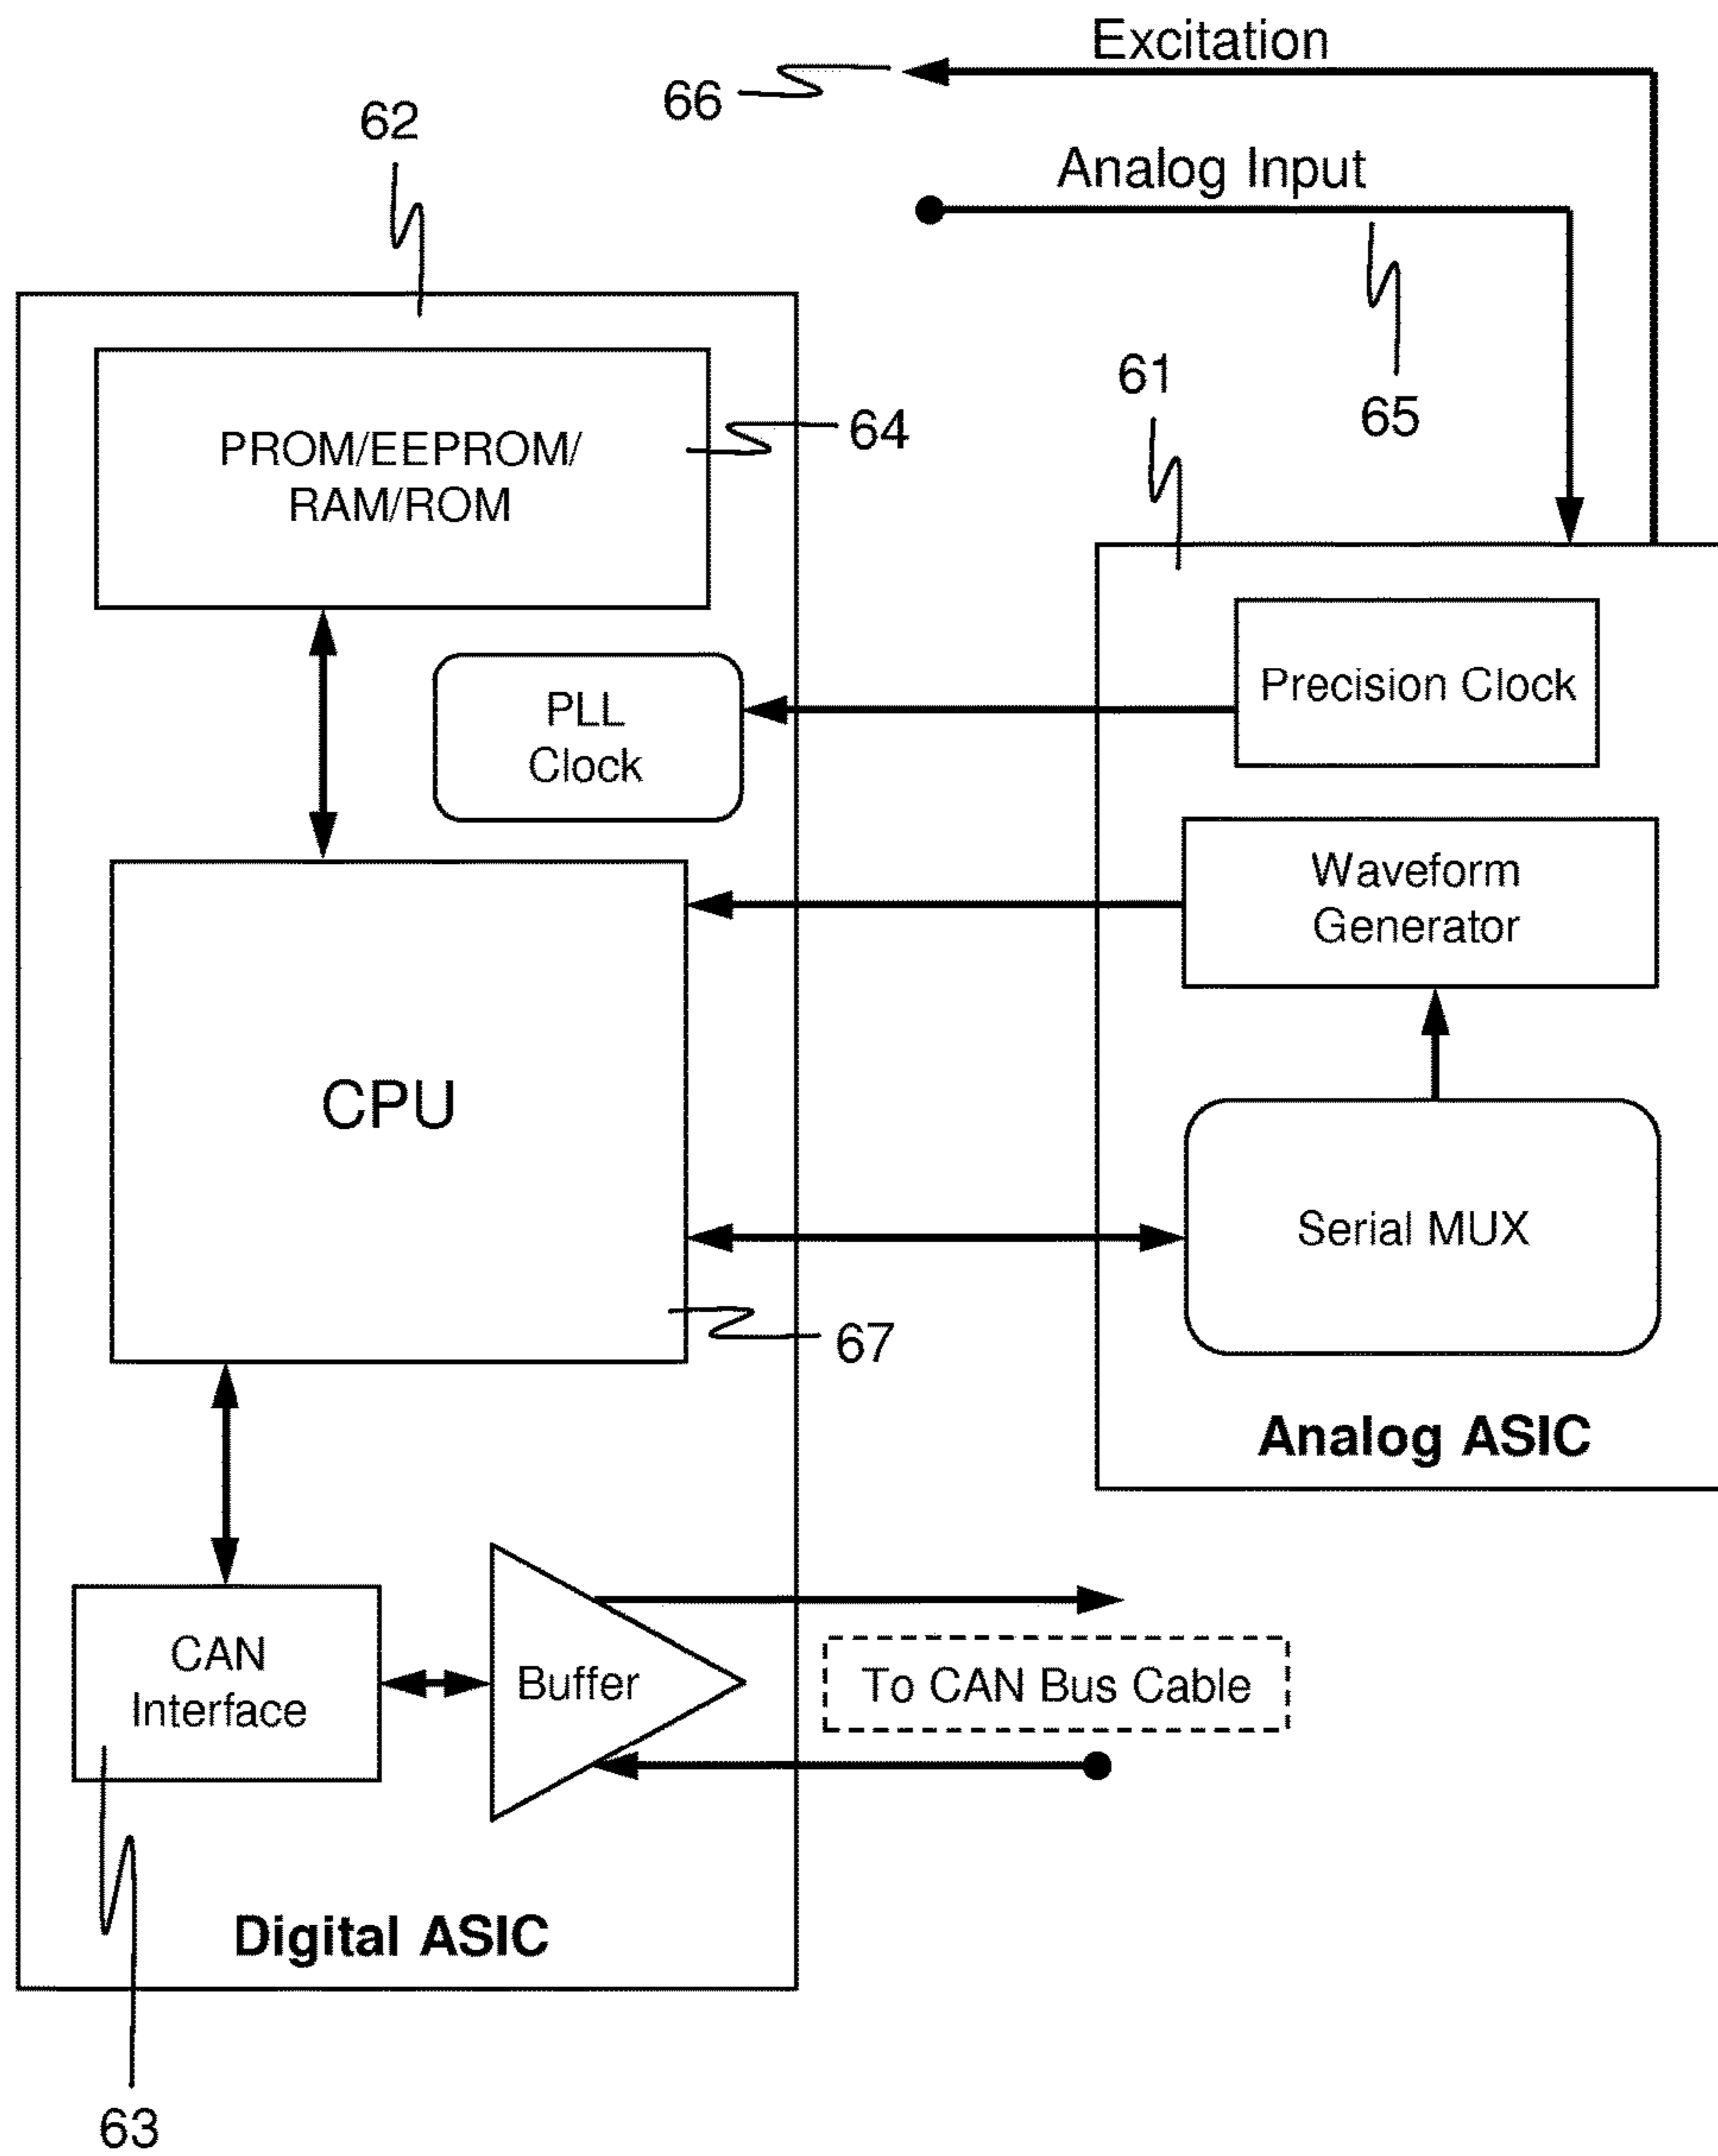 Excitation
66
62
Analog Input
61
65
64
PROM/EEPROM/
RAM/ROM
Precision Clock
PLL
Clock
Waveform
Generator
CPU
Serial MUX
67
Analog ASIC
CAN
Interface
Buffer
To CAN Bus Cable
Digital ASIC
63